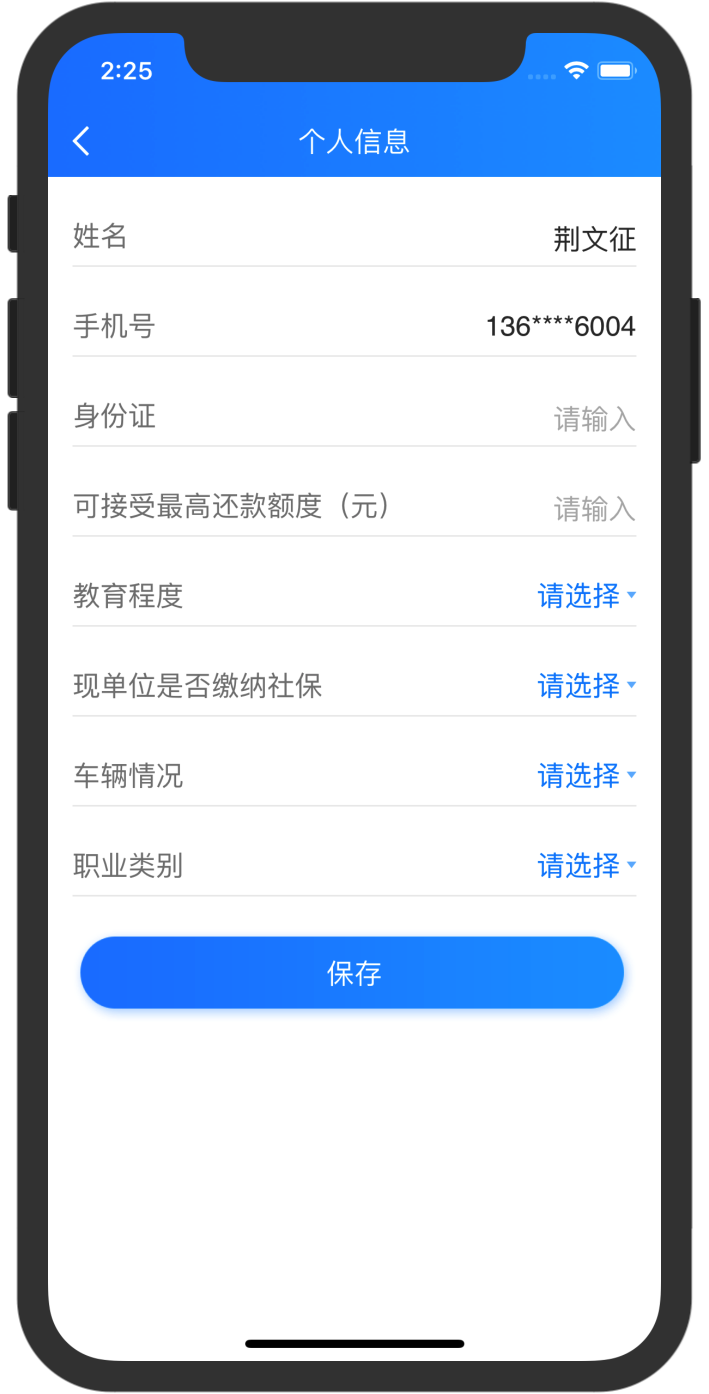 2:25
个人信息
姓名 荆文征
手机号 136****6004
身份证 请输入
可接受最高还款额度（元） 请输入
教育程度 请选择
现单位是否缴纳社保 请选择
车辆情况 请选择
职业类别 请选择
保存